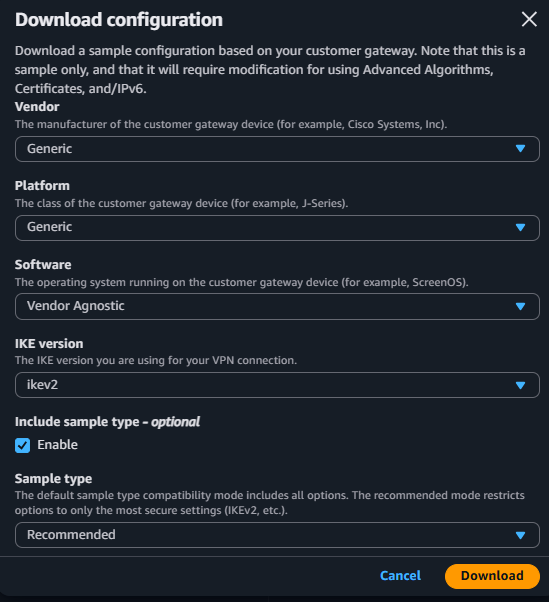 Download configuration
Download a sample configuration based on your customer gateway. Note that this is a
sample only, and that it will require modification for using Advanced Algorithms,
Certificates, and/IPv6.
Vendor
The manufacturer of the customer gateway device (for example, Cisco Systems, Inc).
Generic
Platform
The class of the customer gateway device (for example, J-Series).
Generic
Software
The operating system running on the customer gateway device (for example, ScreenOS).
Vendor Agnostic
IKE version
The IKE version you are using for your VPN connection.
ikev2
Include sample type - optional
Enable
Sample type
The default sample type compatibility mode includes all options. The recommended mode restricts
options to only the most secure settings (IKEv2, etc.).
Recommended
Cancel Download